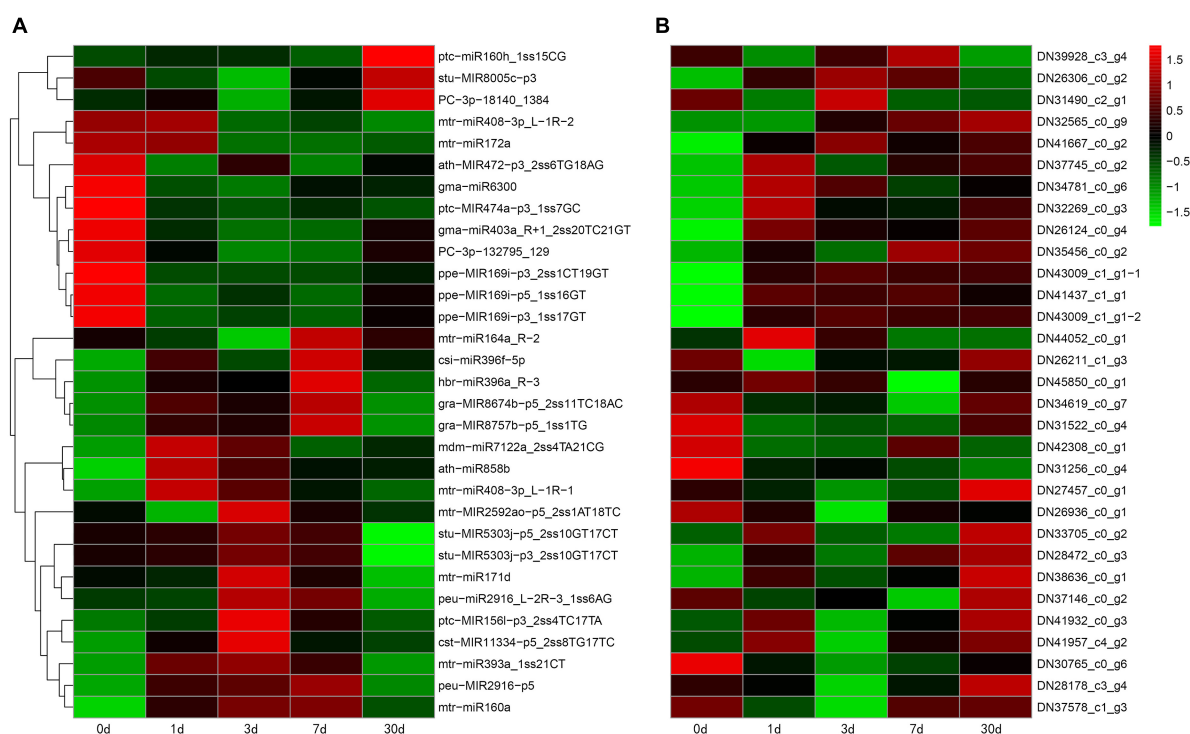 A
B
ptc−miR160h_1ss15CG
stu−MIR8005c−p3
PC−3p−18140_1384
mtr−miR408−3p_L−1R−2
mtr−miR172a
ath−MIR472−p3_2ss6TG18AG
gma−miR6300
ptc−MIR474a−p3_1ss7GC
gma−miR403a_R+1_2ss20TC21GT
PC−3p−132795_129
ppe−MIR169i−p3_2ss1CT19GT
ppe−MIR169i−p5_1ss16GT
ppe−MIR169i−p3_1ss17GT
mtr−miR164a_R−2
csi−miR396f−5p
hbr−miR396a_R−3
gra−MIR8674b−p5_2ss11TC18AC
gra−MIR8757b−p5_1ss1TG
mdm−miR7122a_2ss4TA21CG
ath−miR858b
mtr−miR408−3p_L−1R−1
mtr−MIR2592ao−p5_2ss1AT18TC
stu−MIR5303j−p5_2ss10GT17CT
stu−MIR5303j−p3_2ss10GT17CT
mtr−miR171d
peu−miR2916_L−2R−3_1ss6AG
ptc−MIR156l−p3_2ss4TC17TA
cst−MIR11334−p5_2ss8TG17TC
mtr−miR393a_1ss21CT
peu−MIR2916−p5
mtr−miR160a
0d 1d 3d 7d 30d
DN39928_c3_g4
DN26306_c0_g2
DN31490_c2_g1
DN32565_c0_g9
DN41667_c0_g2
DN37745_c0_g2
DN34781_c0_g6
DN32269_c0_g3
DN26124_c0_g4
DN35456_c0_g2
DN43009_c1_g1−1
DN41437_c1_g1
DN43009_c1_g1−2
DN44052_c0_g1
DN26211_c1_g3
DN45850_c0_g1
DN34619_c0_g7
DN31522_c0_g4
DN42308_c0_g1
DN31256_c0_g4
DN27457_c0_g1
DN26936_c0_g1
DN33705_c0_g2
DN28472_c0_g3
DN38636_c0_g1
DN37146_c0_g2
DN41932_c0_g3
DN41957_c4_g2
DN30765_c0_g6
DN28178_c3_g4
DN37578_c1_g3
0d 1d 3d 7d 30d
1.5
1
0.5
0
−0.5
−1
−1.5